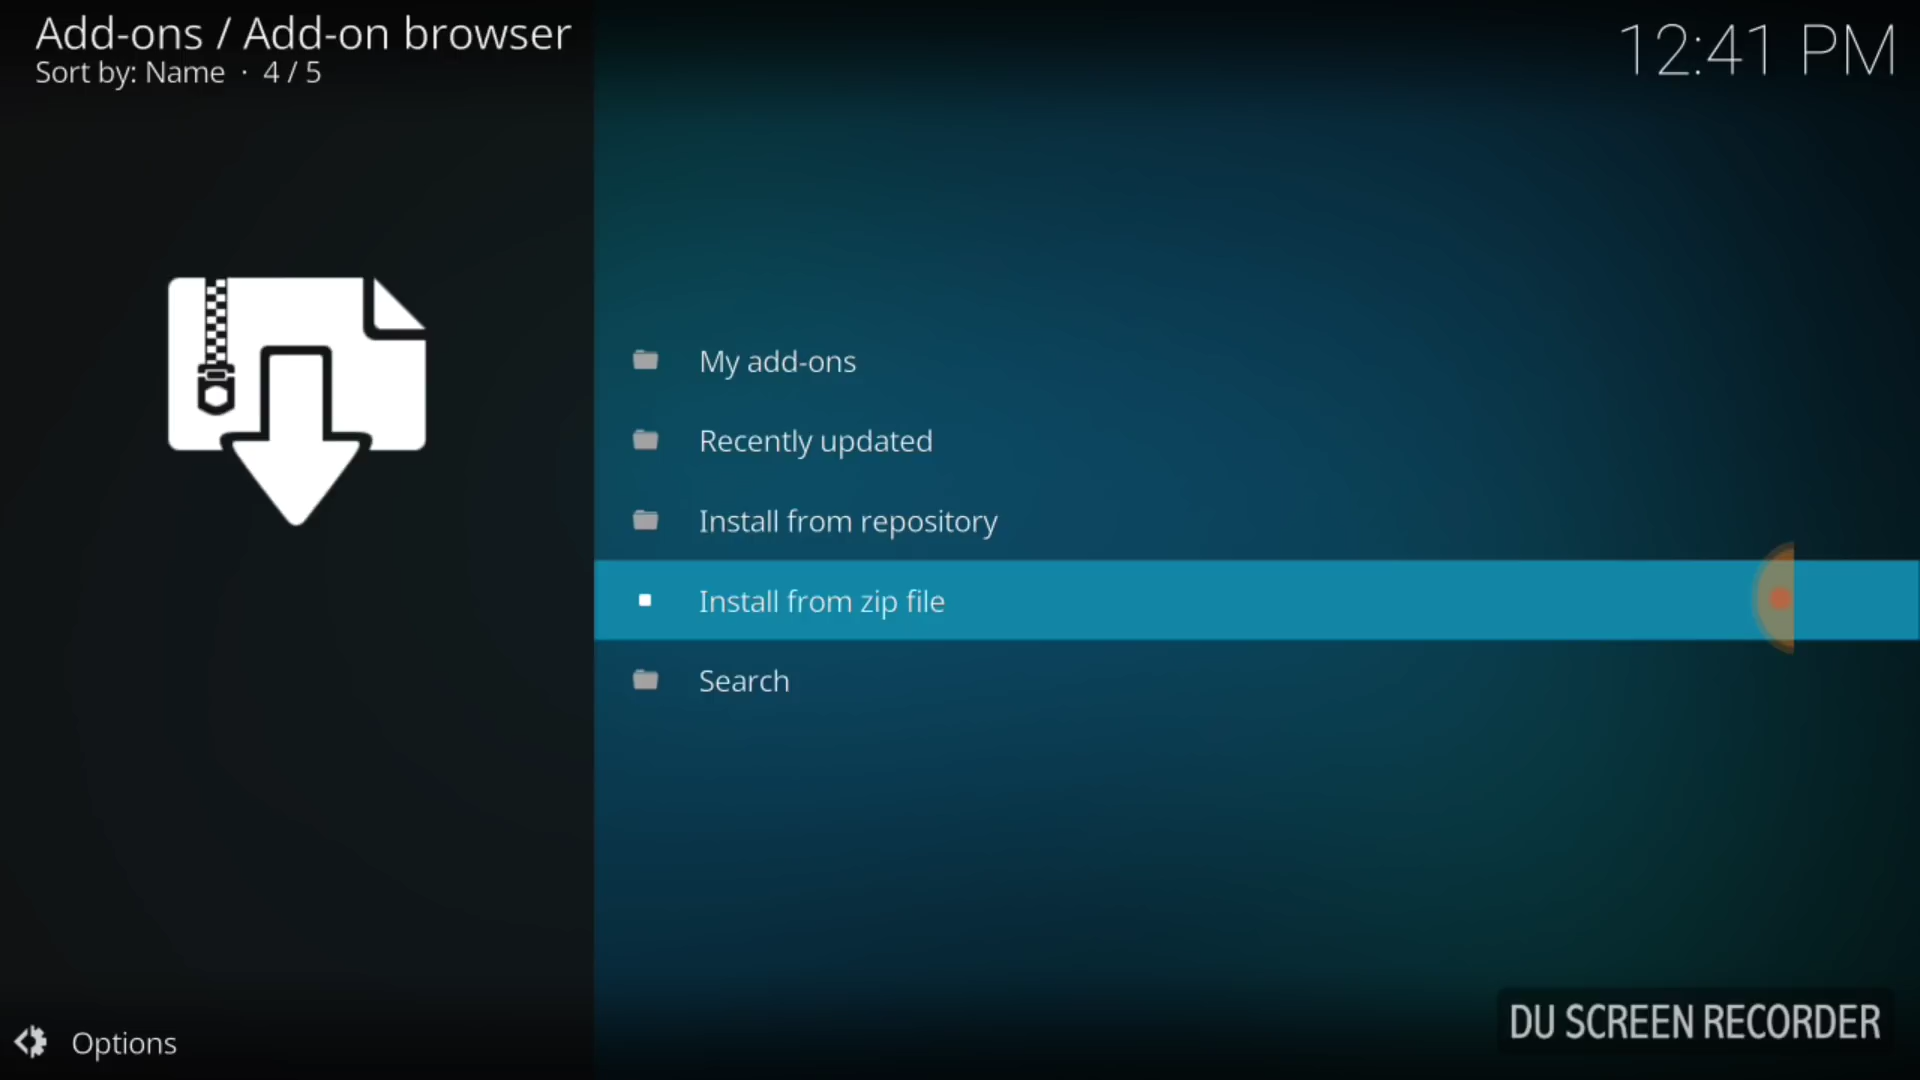 Add-ons / Add-on browser
Sort by: Name · 4 / 5
12:41 PM
My add-ons
Recently updated
Install from repository
Install from zip file
Search
Options
DU SCREEN RECORDER